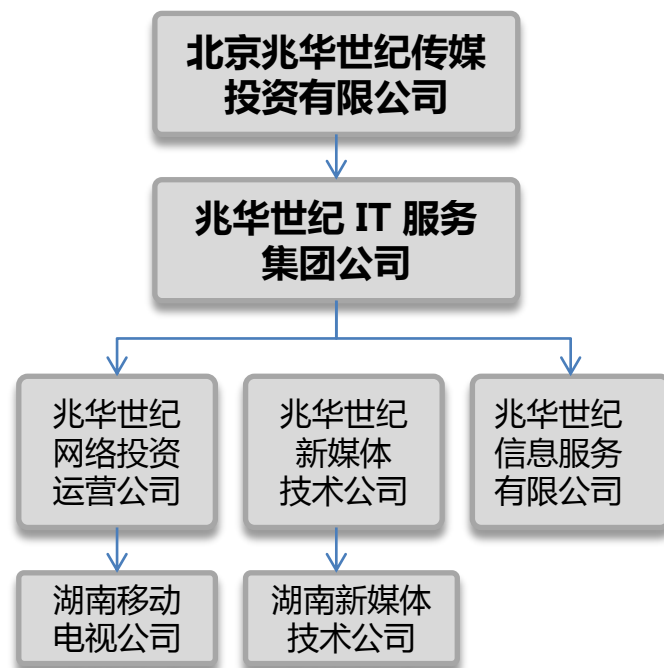 北京兆华世纪传媒
投资有限公司
兆华世纪 IT 服务
集团公司
兆华世纪
网络投资
运营公司
兆华世纪
新媒体
技术公司
兆华世纪
信息服务
有限公司
湖南移动
电视公司
湖南新媒体
技术公司